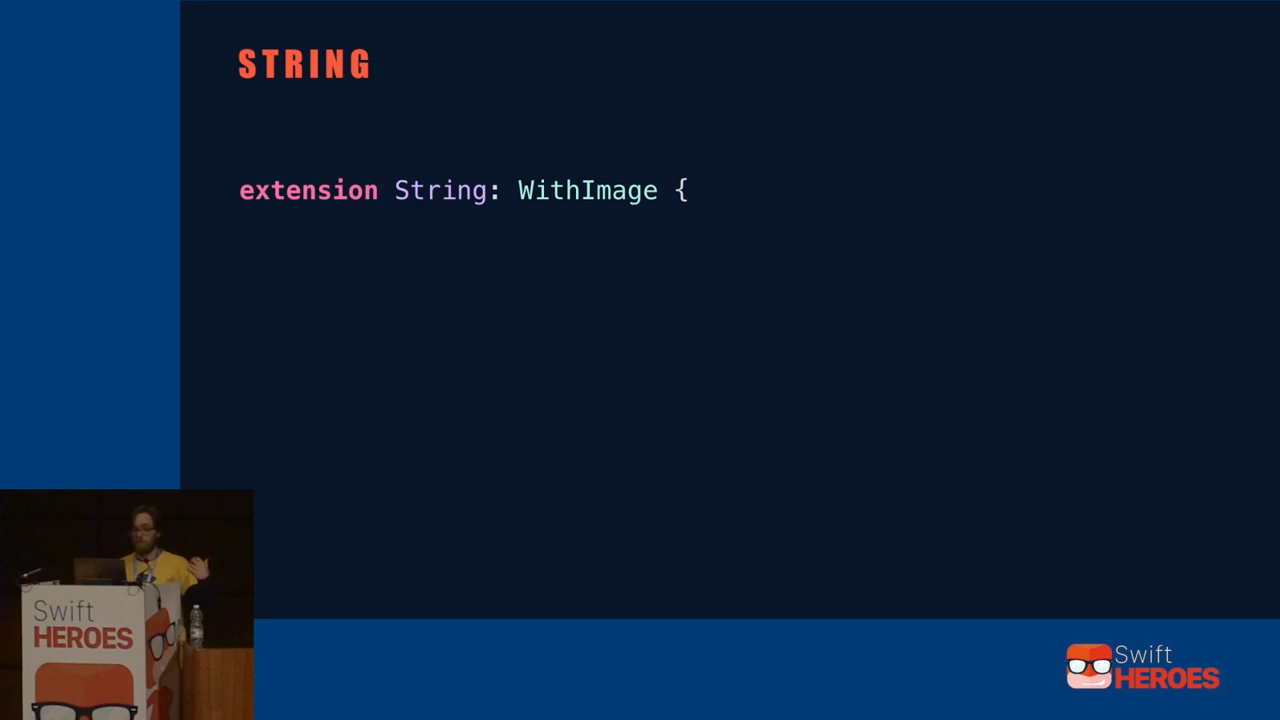 STRING
extension String: WithImage {
Swift
HEROES
Swift
HEROES